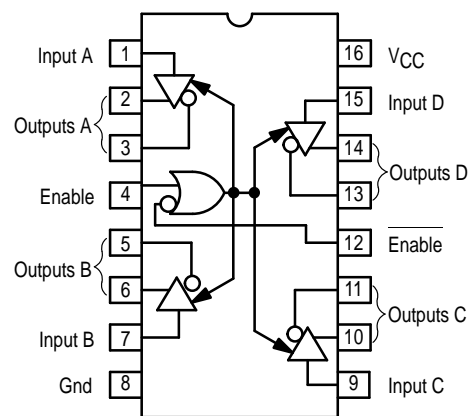 Input A 1 16 VCC
2 15 Input D
Outputs A
3 14
Outputs D
Enable 4 13
5 12 Enable
Outputs B
6 11
Outputs C
Input B 7 10
Gnd 8 9 Input C